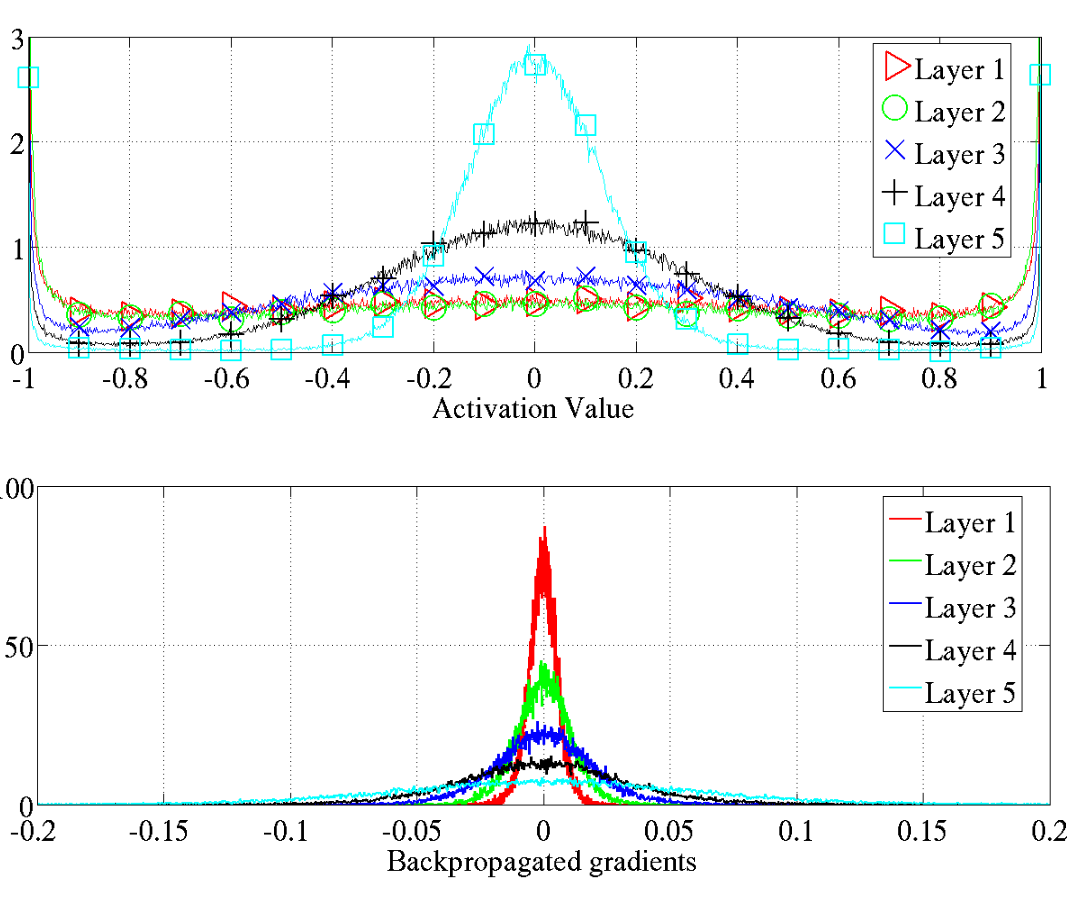 3
2
1
0
-1 -0.8 -0.6 -0.4 -0.2 0 0.2 0.4 0.6 0.8 1
Activation Value
Layer 1
Layer 2
Layer 3
Layer 4
Layer 5
100
50
0
-0.2 -0.15 -0.1 -0.05 0 0.05 0.1 0.15 0.2
Backpropagated gradients
Layer 1
Layer 2
Layer 3
Layer 4
Layer 5